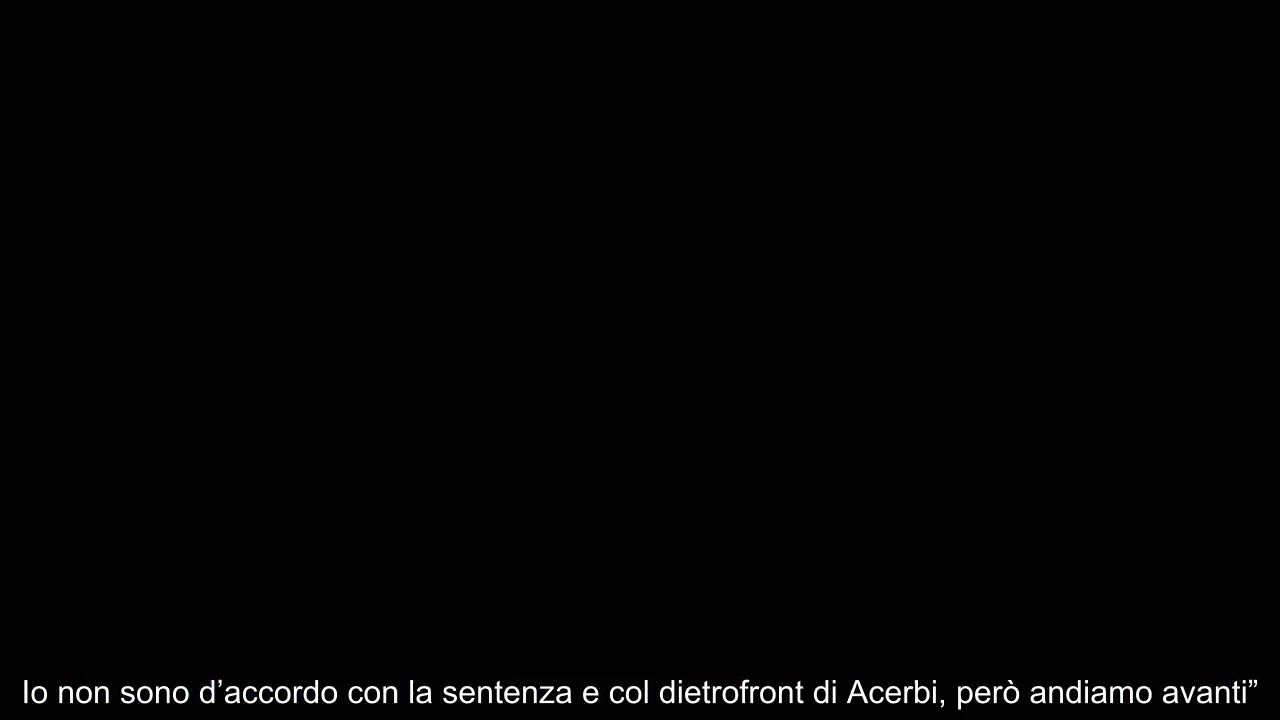 Io non sono d’accordo con la sentenza e col dietrofront di Acerbi, però andiamo avanti”